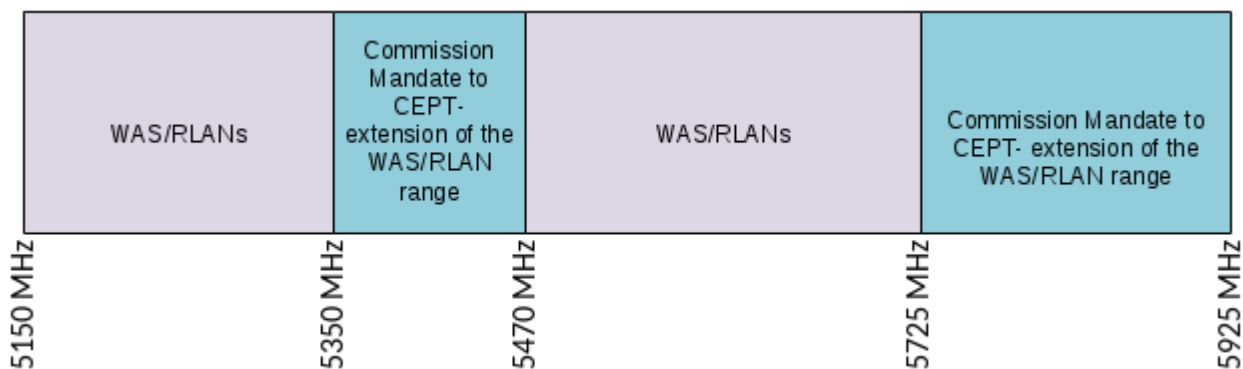 WAS/RLANs
Commission
Mandate to
CEPT-
extension of the
WAS/RLAN
range
WAS/RLANs
Commission Mandate to
CEPT- extension of the
WAS/RLAN range
5150 MHz
5350 MHz
5470 MHz
5725 MHz
5925 MHz